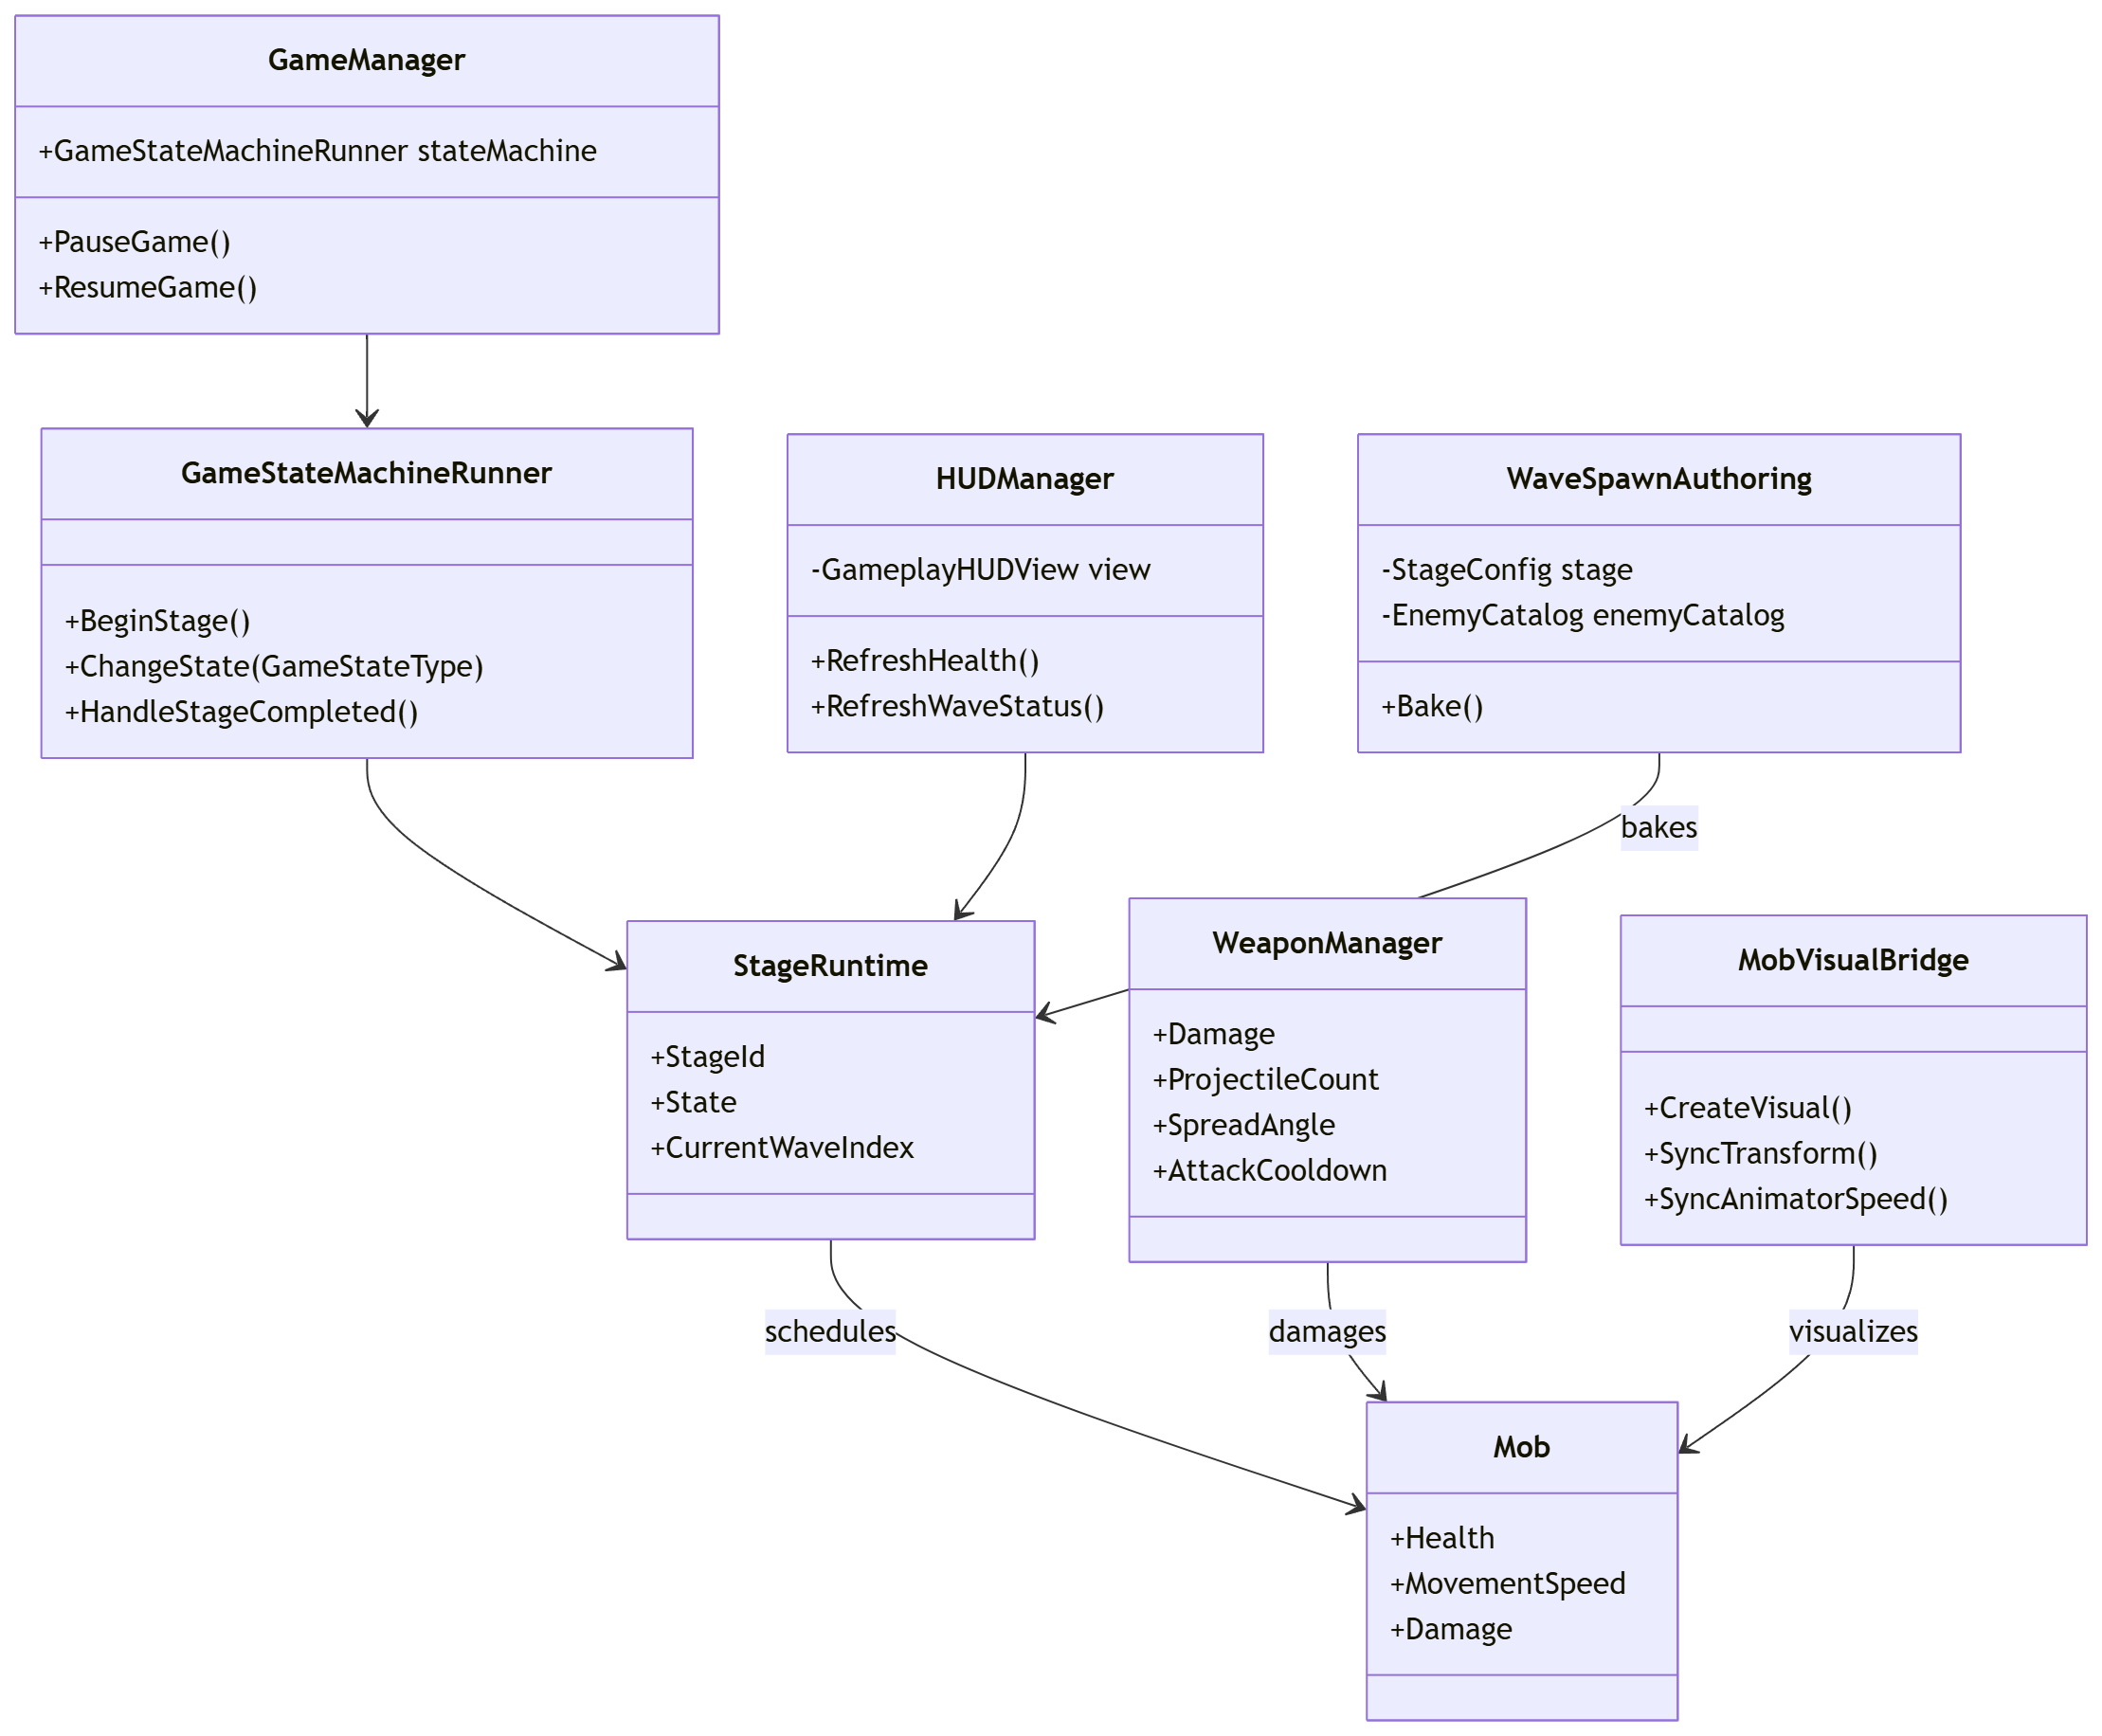 GameManager
+GameStateMachineRunner stateMachine
+PauseGame()
+ResumeGame()
GameStateMachineRunner
+BeginStage()
+ChangeState(GameStateType)
+HandleStageCompleted()
HUDManager
-GameplayHUDView view
+RefreshHealth()
+RefreshWaveStatus()
WaveSpawnAuthoring
-StageConfig stage
-EnemyCatalog enemyCatalog
+Bake()
bakes
StageRuntime
+StageId
+State
+CurrentWaveIndex
WeaponManager
+Damage
+ProjectileCount
+SpreadAngle
+AttackCooldown
MobVisualBridge
+CreateVisual()
+SyncTransform()
+SyncAnimatorSpeed()
schedules
damages
visualizes
Mob
+Health
+MovementSpeed
+Damage